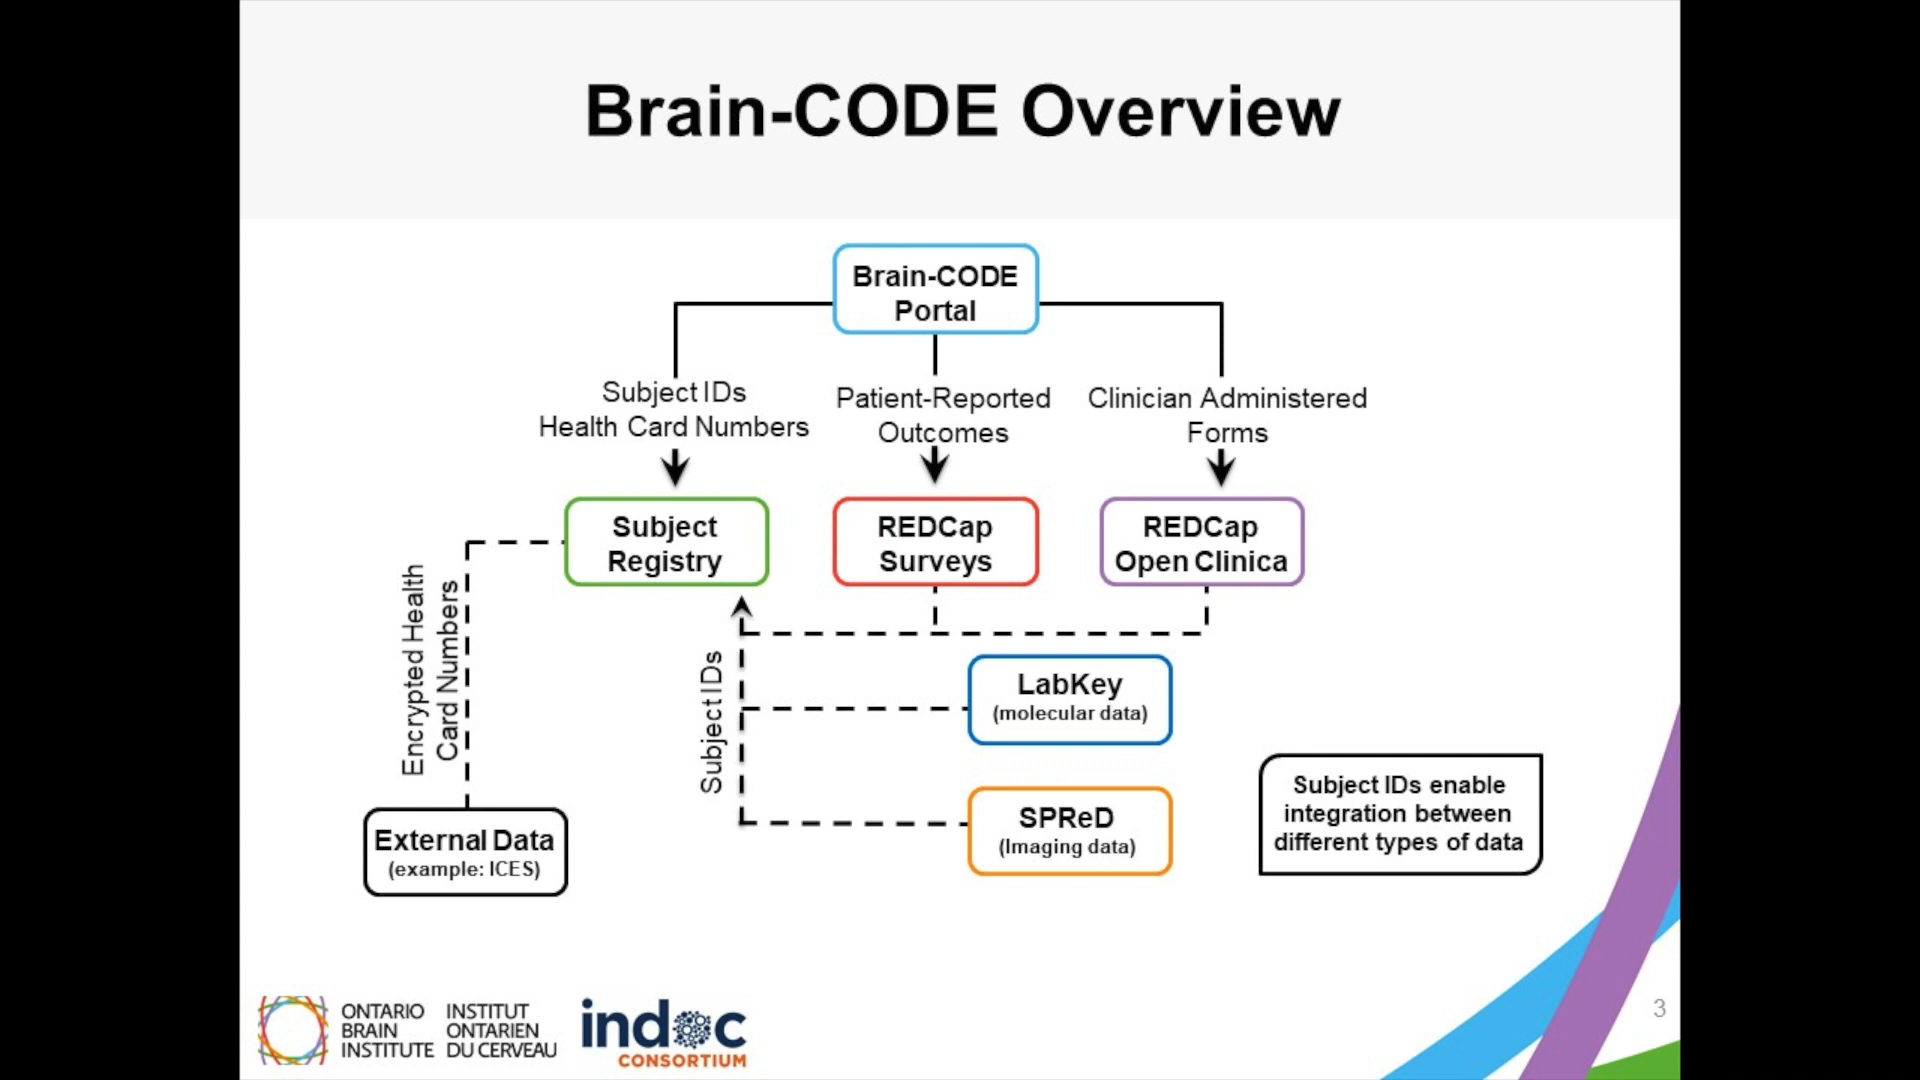 Brain-CODE Overview
Brain-CODE
Portal
Subject IDs
Health Card Numbers
Patient-Reported
Outcomes
Clinician Administered
Forms
Subject
Registry
REDCap
Surveys
REDCap
Open Clinica
Encrypted Health
Card Numbers
Subject IDs
LabKey
(molecular data)
SPReD
(Imaging data)
External Data
(example: ICES)
Subject IDs enable
integration between
different types of data
ONTARIO
BRAIN
INSTITUTE
INSTITUT
ONTARIEN
DU CERVEAU
indoc
CONSORTIUM
3